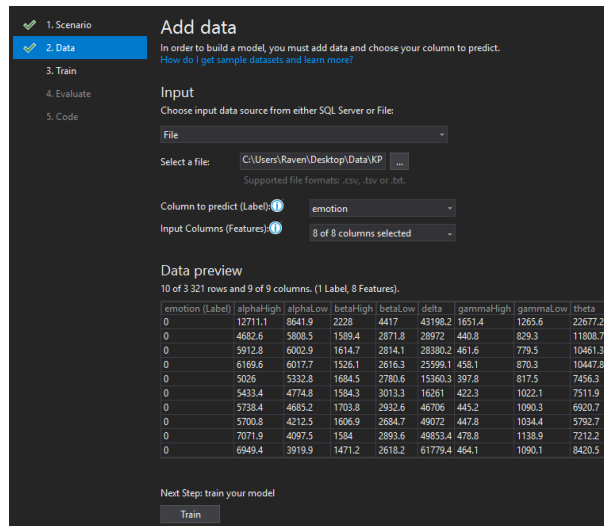 1. Scenario
2. Data
3. Train
4. Evaluate
5. Code
Add data
In order to build a model, you must add data and choose your column to predict.
How do I get sample datasets and learn more?
Input
Choose input data source from either SQL Server or File:
File
Select a file: C:\Users\Raven\Desktop\Data\KP ...
Supported file formats: .csv, .tsv or .txt.
Column to predict (Label): emotion
Input Columns (Features): 8 of 8 columns selected
Data preview
10 of 3 321 rows and 9 of 9 columns. (1 Label, 8 Features).
emotion (Label) alphaHigh alphaLow betaHigh betaLow delta gammaHigh gammaLow theta
0 12711.1 8641.9 2228 4417 43198.2 1651.4 1265.6 22677.2
0 4682.6 5808.5 1589.4 2871.8 28972 440.8 829.3 11808.7
0 5912.8 6002.9 1614.7 2814.1 28380.2 461.6 779.5 10461.3
0 6169.6 6017.7 1526.1 2616.3 25599.1 458.1 870.3 10447.8
0 5026 5332.8 1684.5 2780.6 15360.3 397.8 817.5 7456.3
0 5433.4 4774.8 1584.3 3013.3 16261 422.3 1022.1 7511.9
0 5738.4 4685.2 1703.8 2932.6 46706 445.2 1090.3 6920.7
0 5700.8 4212.5 1606.9 2684.7 49072 447.8 1034.4 5792.7
0 7071.9 4097.5 1584 2893.6 49853.4 478.8 1138.9 7212.2
0 6949.4 3919.9 1471.2 2618.2 61779.4 464.1 1090.1 8420.5
Next Step: train your model
Train